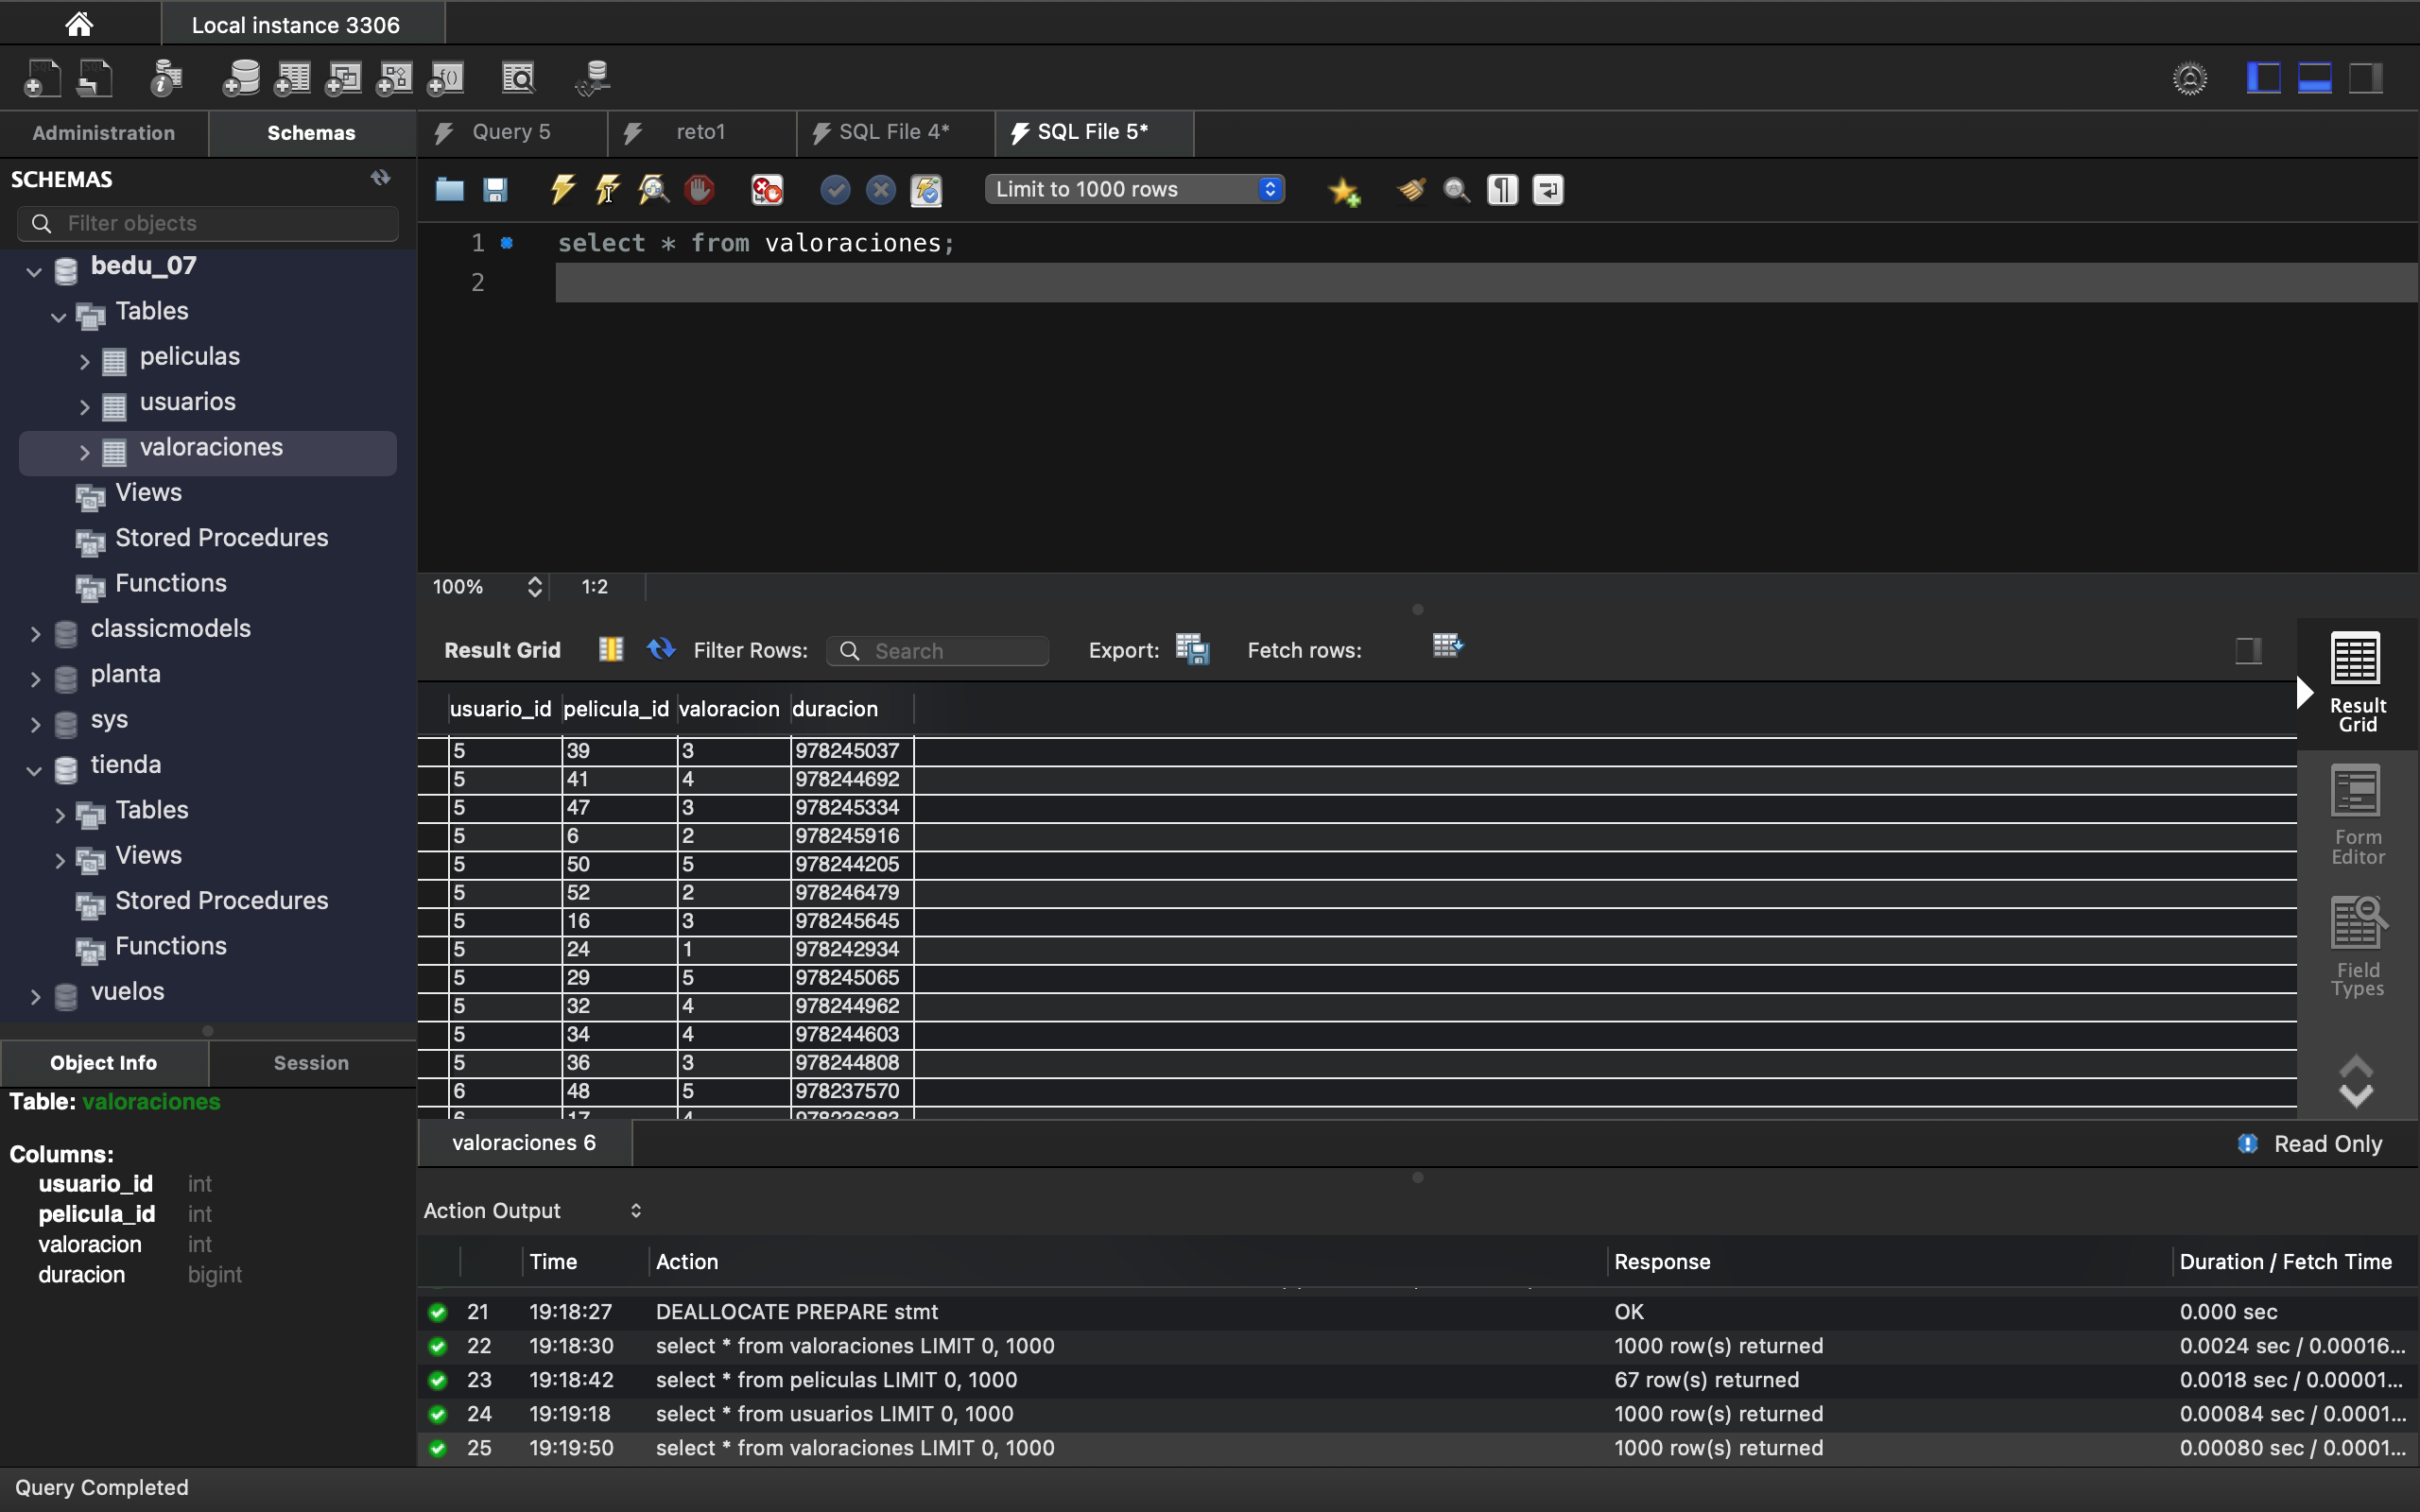 Local instance 3306
Administration
Schemas
Query 5
reto1
SQL File 4*
SQL File 5*
SCHEMAS
Filter objects
Limit to 1000 rows
bedu_07
Tables
peliculas
usuarios
valoraciones
Views
Stored Procedures
Functions
classicmodels
planta
sys
tienda
Tables
Views
Stored Procedures
Functions
vuelos
1 select * from valoraciones;
2
100% 1:2
Result Grid Filter Rows: Search Export: Fetch rows:
usuario_id pelicula_id valoracion duracion
5 39 3 978245037
5 41 4 978244692
5 47 3 978245334
5 6 2 978245916
5 50 5 978244205
5 52 2 978246479
5 16 3 978245645
5 24 1 978242934
5 29 5 978245065
5 32 4 978244962
5 34 4 978244603
5 36 3 978244808
6 48 5 978237570
6 17 4
Result
Grid
Form
Editor
Field
Types
valoraciones 6
Read Only
Object Info
Session
Table: valoraciones
Columns:
usuario_id int
pelicula_id int
valoracion int
duracion bigint
Action Output
Time Action Response Duration / Fetch Time
21 19:18:27 DEALLOCATE PREPARE stmt OK 0.000 sec
22 19:18:30 select * from valoraciones LIMIT 0, 1000 1000 row(s) returned 0.0024 sec / 0.00016...
23 19:18:42 select * from peliculas LIMIT 0, 1000 67 row(s) returned 0.0018 sec / 0.00001...
24 19:19:18 select * from usuarios LIMIT 0, 1000 1000 row(s) returned 0.00084 sec / 0.0001...
25 19:19:50 select * from valoraciones LIMIT 0, 1000 1000 row(s) returned 0.00080 sec / 0.0001...
Query Completed